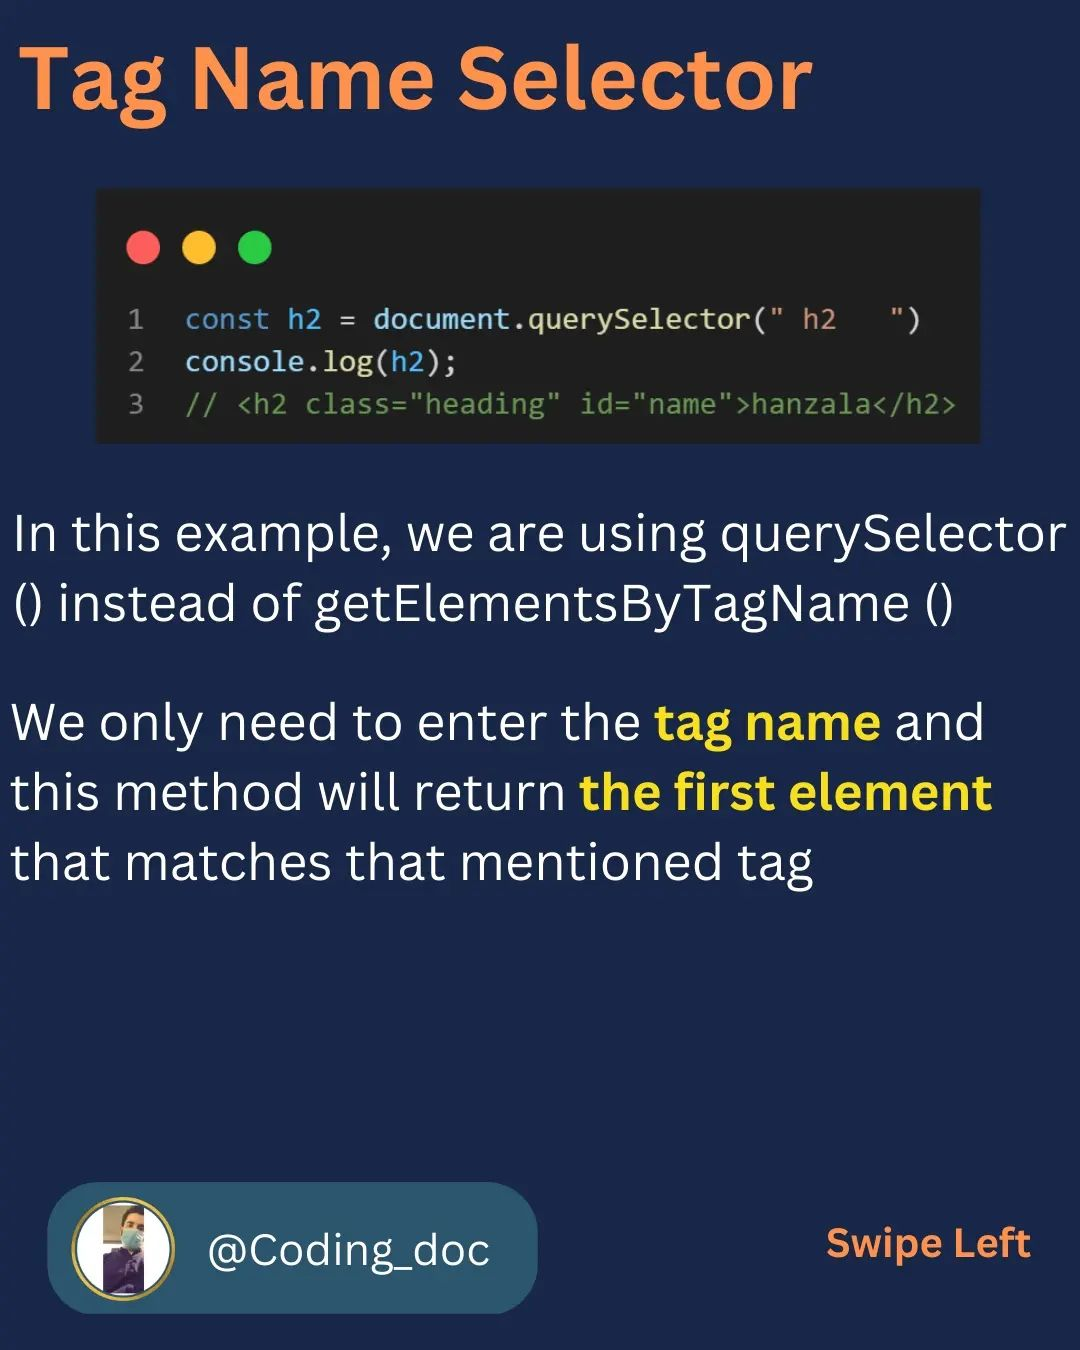 Tag Name Selector
1 const h2 = document.querySelector(" h2   ")
2 console.log(h2);
3 // <h2 class="heading" id="name">hanzala</h2>
In this example, we are using querySelector
() instead of getElementsByTagName ()
We only need to enter the tag name and
this method will return the first element
that matches that mentioned tag
@Coding_doc
Swipe Left